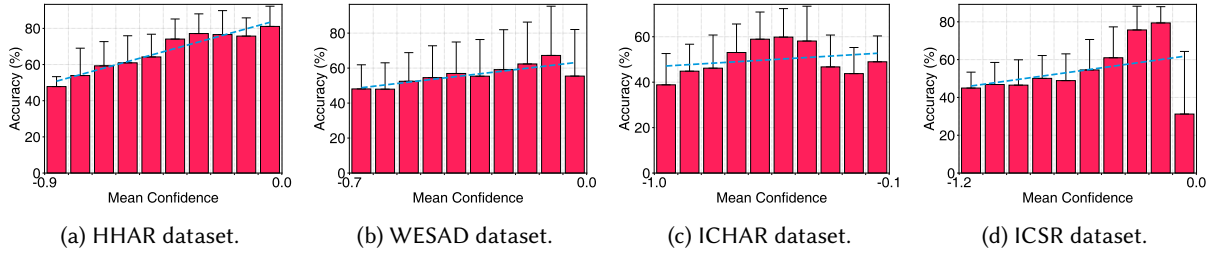 Accuracy (%)
80
60
40
20
0
-0.9
0.0
Mean Confidence
(a) HHAR dataset.
Accuracy (%)
80
60
40
20
0
-0.7
0.0
Mean Confidence
(b) WESAD dataset.
Accuracy (%)
60
40
20
0
-1.0
-0.1
Mean Confidence
(c) ICHAR dataset.
Accuracy (%)
80
60
40
20
0
-1.2
0.0
Mean Confidence
(d) ICSR dataset.